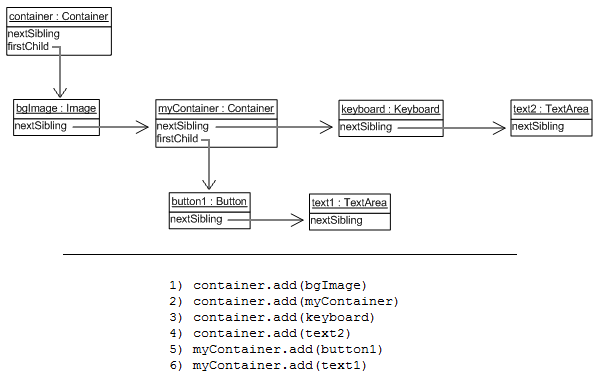 container : Container
nextSibling
firstChild
bgImage : Image
nextSibling
myContainer : Container
nextSibling
firstChild
keyboard : Keyboard
nextSibling
text2 : TextArea
nextSibling
button1 : Button
nextSibling
text1 : TextArea
nextSibling
1) container.add(bgImage)
2) container.add(myContainer)
3) container.add(keyboard)
4) container.add(text2)
5) myContainer.add(button1)
6) myContainer.add(text1)